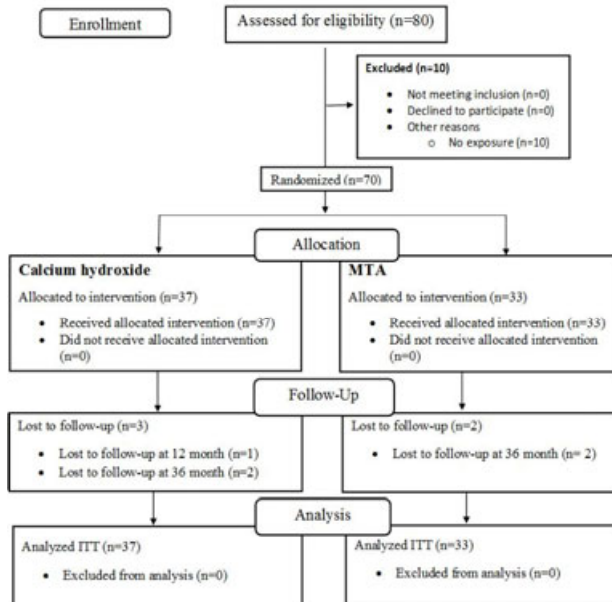 Enrollment
Assessed for eligibility (n=80)
Excluded (n=10)
• Not meeting inclusion (n=0)
• Declined to participate (n=0)
• Other reasons
o No exposure (n=10)
Randomized (n=70)
Allocation
Calcium hydroxide
Allocated to intervention (n=37)
• Received allocated intervention (n=37)
• Did not receive allocated intervention
(n=0)
MTA
Allocated to intervention (n=33)
• Received allocated intervention (n=33)
• Did not receive allocated intervention
(n=0)
Follow-Up
Lost to follow-up (n=3)
• Lost to follow-up at 12 month (n=1)
• Lost to follow-up at 36 month (n=2)
Lost to follow-up (n=2)
• Lost to follow-up at 36 month (n= 2)
Analysis
Analyzed ITT (n=37)
• Excluded from analysis (n=0)
Analyzed ITT (n=33)
• Excluded from analysis (n=0)